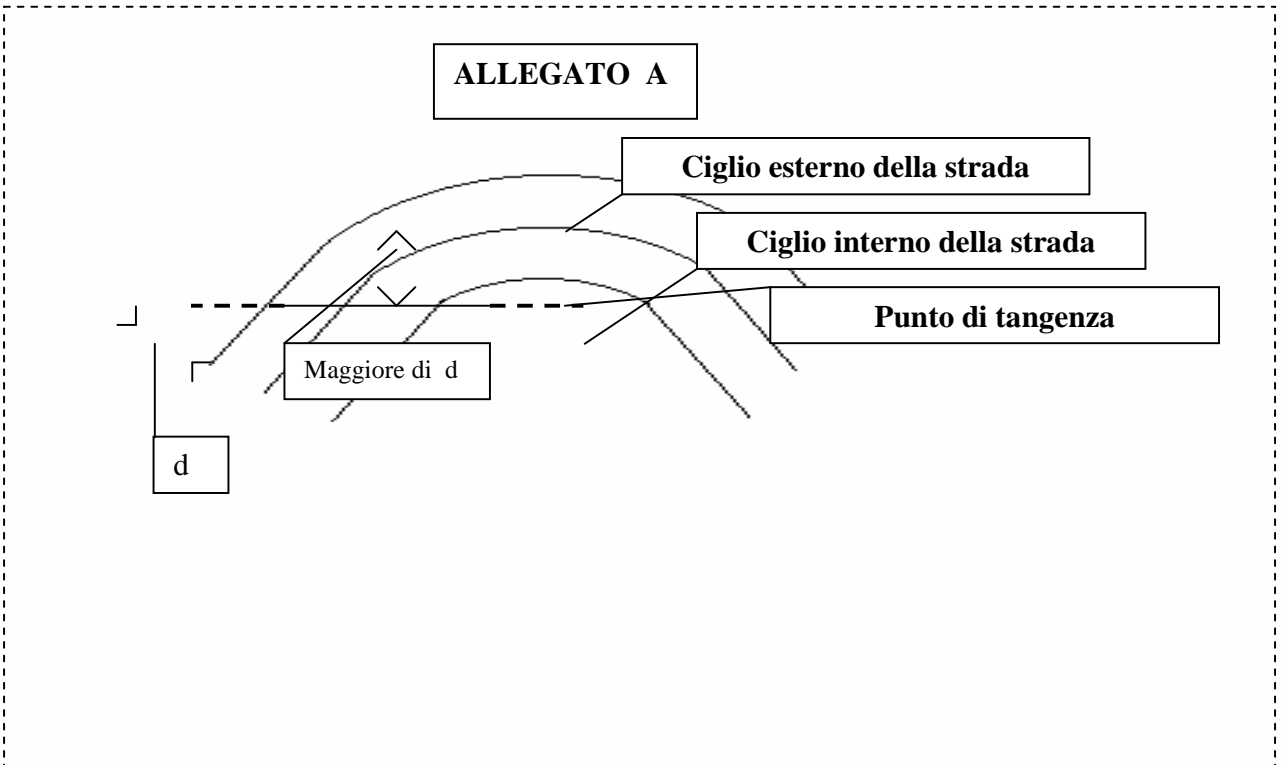 ALLEGATO A
Ciglio esterno della strada
Ciglio interno della strada
Punto di tangenza
Maggiore di d
d